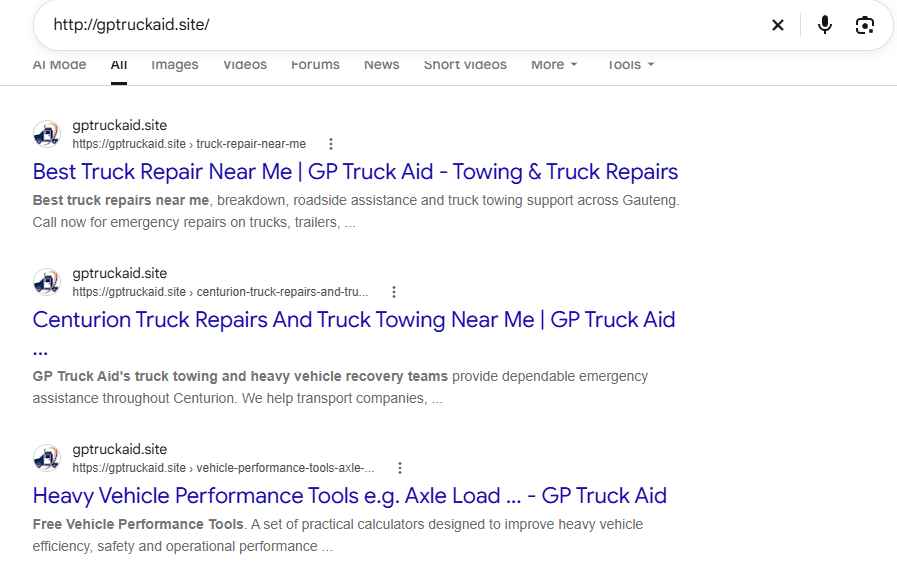 http://gptruckaid.site/
AI Mode All Images Videos Forums News Short videos More Tools
gptruckaid.site
https://gptruckaid.site › truck-repair-near-me
Best Truck Repair Near Me | GP Truck Aid - Towing & Truck Repairs
Best truck repairs near me, breakdown, roadside assistance and truck towing support across Gauteng.
Call now for emergency repairs on trucks, trailers, ...
gptruckaid.site
https://gptruckaid.site › centurion-truck-repairs-and-tru...
Centurion Truck Repairs And Truck Towing Near Me | GP Truck Aid
...
GP Truck Aid's truck towing and heavy vehicle recovery teams provide dependable emergency
assistance throughout Centurion. We help transport companies, ...
gptruckaid.site
https://gptruckaid.site › vehicle-performance-tools-axle-...
Heavy Vehicle Performance Tools e.g. Axle Load ... - GP Truck Aid
Free Vehicle Performance Tools. A set of practical calculators designed to improve heavy vehicle
efficiency, safety and operational performance ...